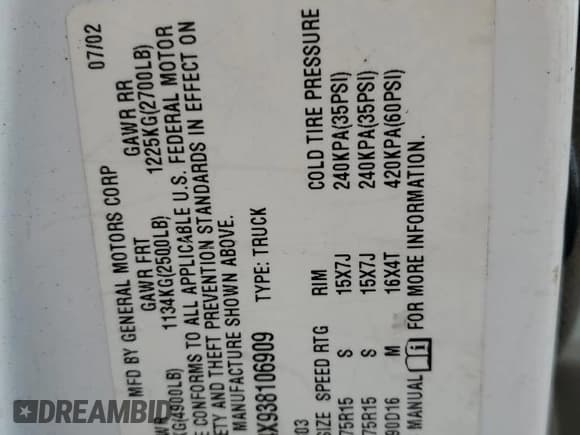 MFD BY GENERAL MOTORS CORP 07/02
GAWR FRT GAWR RR
KG(4900LB) 1134KG(2500LB) 1225KG(2700LB)
CONFORMS TO ALL APPLICABLE U.S. FEDERAL MOTOR
AND THEFT PREVENTION STANDARDS IN EFFECT ON
MANUFACTURE SHOWN ABOVE.
X938106909 TYPE: TRUCK
03
SIZE SPEED RTG RIM COLD TIRE PRESSURE
75R15 S 15X7J 240KPA(35PSI)
75R15 S 15X7J 240KPA(35PSI)
90D16 M 16X4T 420KPA(60PSI)
MANUAL FOR MORE INFORMATION.
DREAMBID